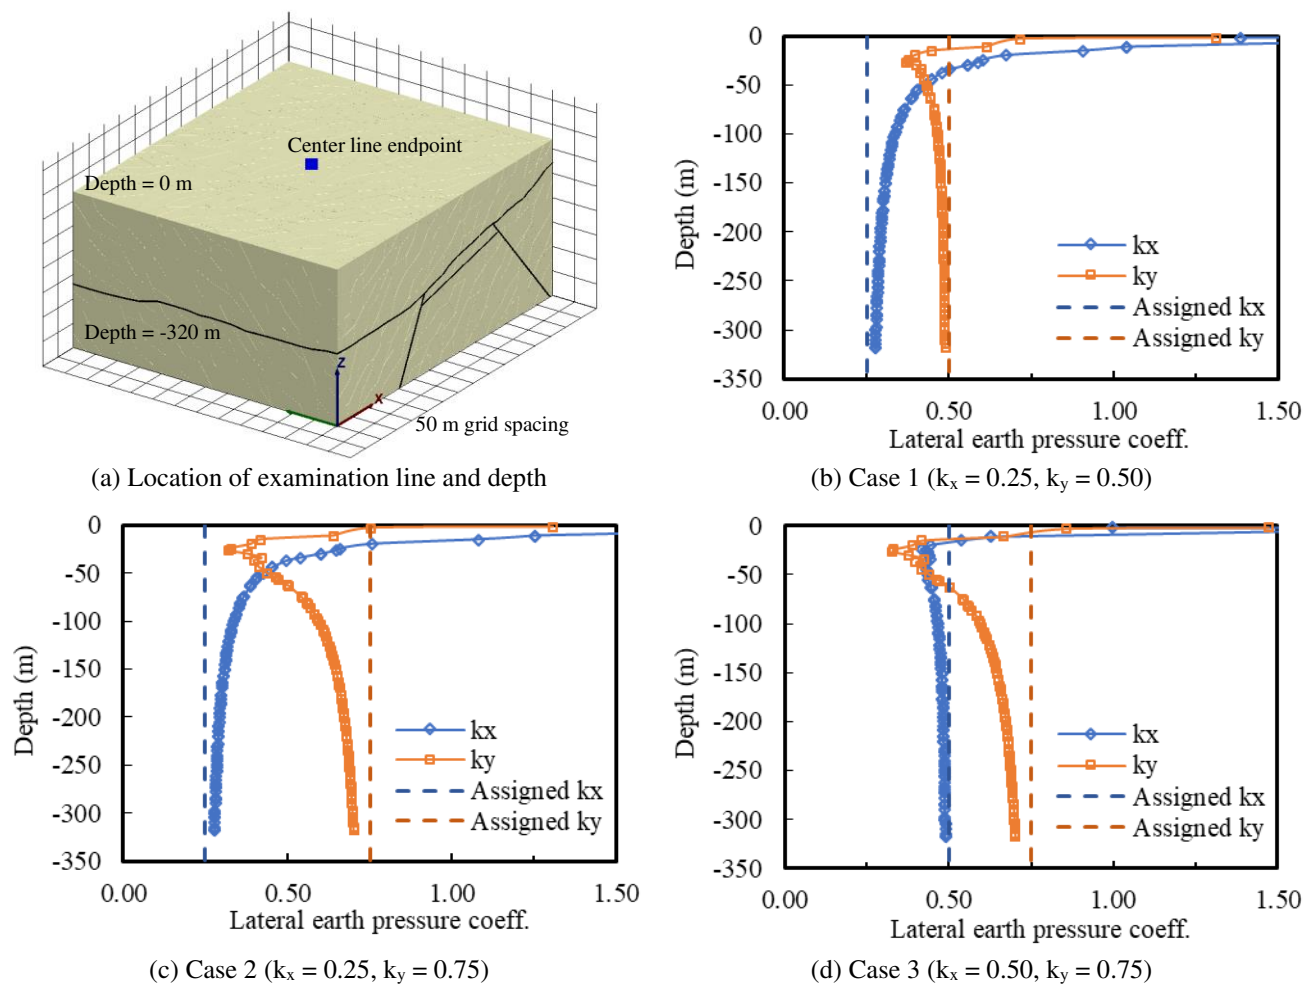 Center line endpoint
Depth = 0 m
Depth = -320 m
Z
X
50 m grid spacing
(a) Location of examination line and depth
0
-50
-100
-150
-200
-250
-300
-350
Depth (m)
kx
ky
Assigned kx
Assigned ky
0.00 0.50 1.00 1.50
Lateral earth pressure coeff.
(b) Case 1 (kx = 0.25, ky = 0.50)
0
-50
-100
-150
-200
-250
-300
-350
Depth (m)
kx
ky
Assigned kx
Assigned ky
0.00 0.50 1.00 1.50
Lateral earth pressure coeff.
(c) Case 2 (kx = 0.25, ky = 0.75)
0
-50
-100
-150
-200
-250
-300
-350
Depth (m)
kx
ky
Assigned kx
Assigned ky
0.00 0.50 1.00 1.50
Lateral earth pressure coeff.
(d) Case 3 (kx = 0.50, ky = 0.75)